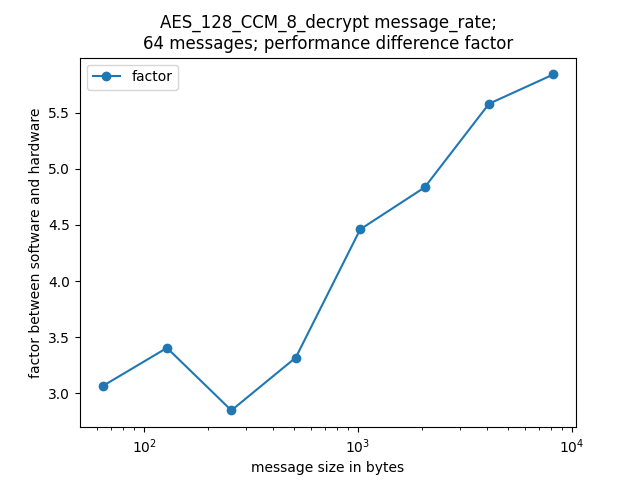 AES_128_CCM_8_decrypt message_rate;
64 messages; performance difference factor
factor
factor between software and hardware
5.5
5.0
4.5
4.0
3.5
3.0
10²
10³
10⁴
message size in bytes